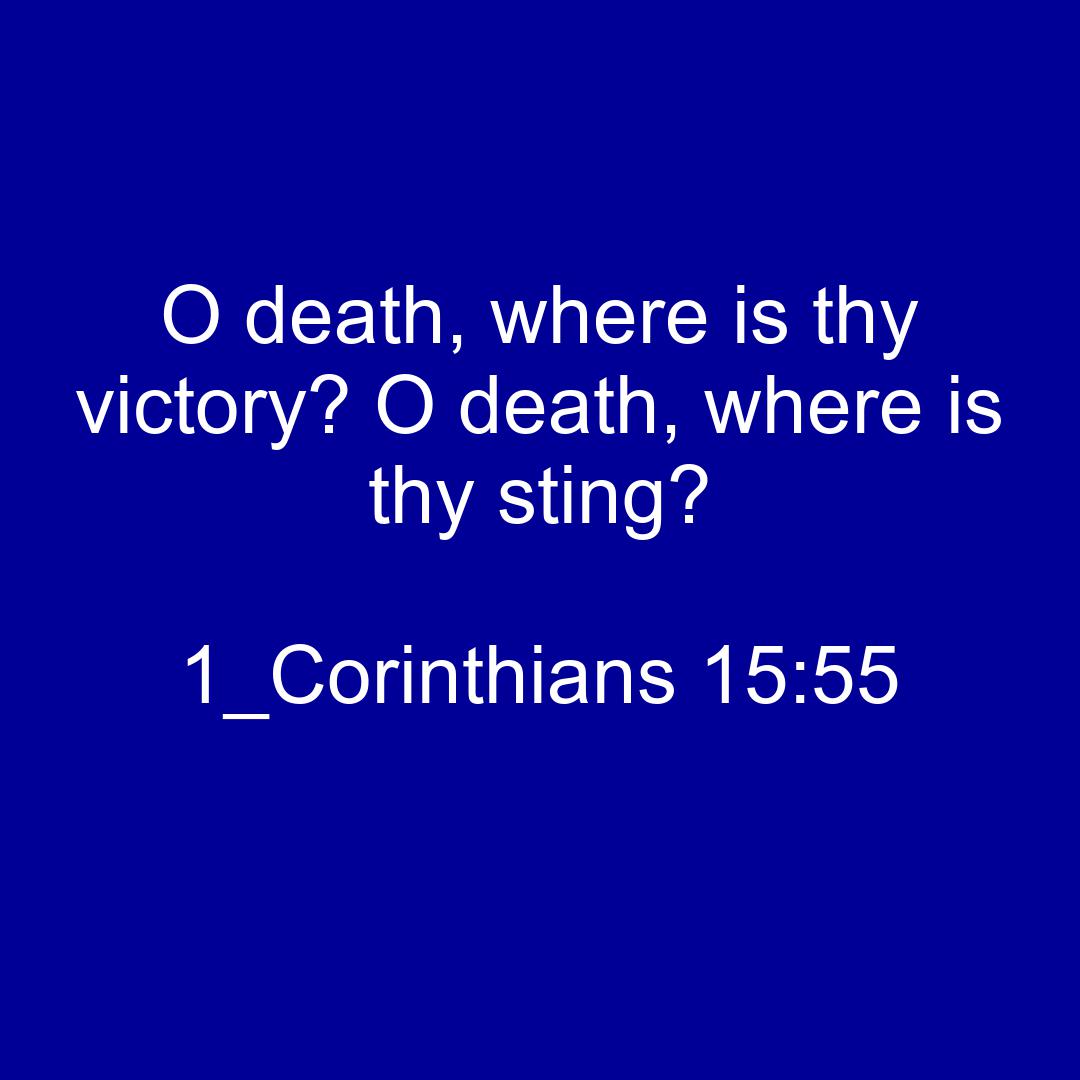 O death, where is thy
victory? O death, where is
thy sting?
1_Corinthians 15:55